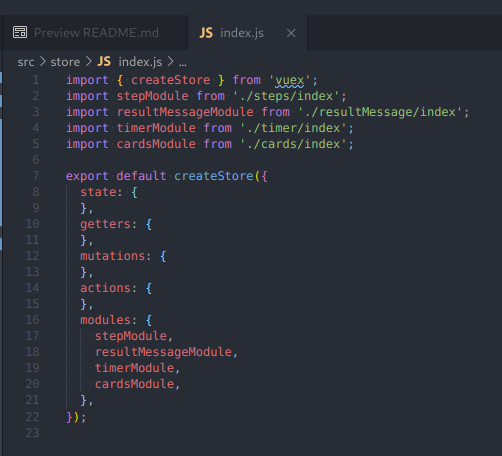 Preview README.md
JS index.js ×
src > store > JS index.js > ...
1 import { createStore } from 'vuex';
2 import stepModule from './steps/index';
3 import resultMessageModule from './resultMessage/index';
4 import timerModule from './timer/index';
5 import cardsModule from './cards/index';
6
7 export default createStore({
8   state: {
9   },
10   getters: {
11   },
12   mutations: {
13   },
14   actions: {
15   },
16   modules: {
17     stepModule,
18     resultMessageModule,
19     timerModule,
20     cardsModule,
21   },
22 });
23